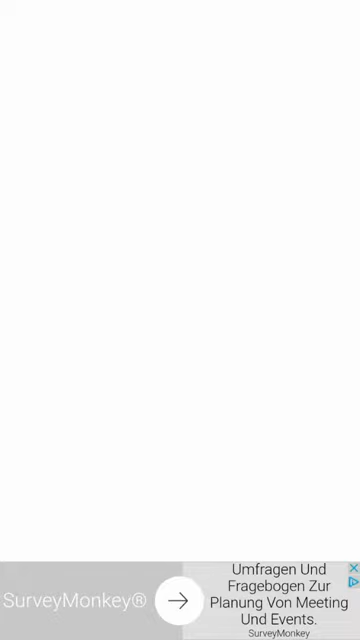 SurveyMonkey®
Umfragen Und
Fragebogen Zur
Planung Von Meeting
Und Events.
SurveyMonkey